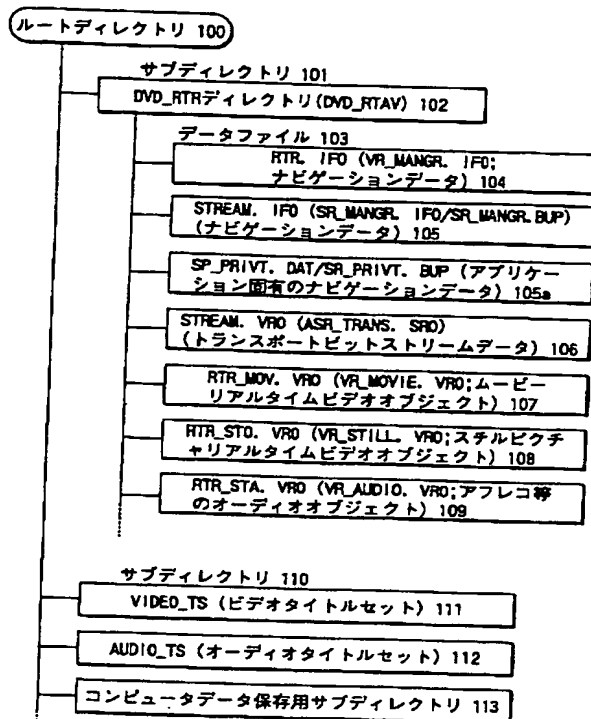 ルートディレクトリ 100
サブディレクトリ 101
DVD_RTRディレクトリ(DVD_RTAV) 102
データファイル 103
RTR. IFO (VR_MANGR. IFO;
ナビゲーションデータ) 104
STREAM. IFO (SR_MANGR. IFO/SR_MANGR.BUP)
(ナビゲーションデータ) 105
SP_PRIVT. DAT/SR_PRIVT. BUP (アプリケー
ション固有のナビゲーションデータ) 105a
STREAM. VRO (ASR_TRANS. SRO)
(トランスポートビットストリームデータ) 106
RTR_MOV. VRO (VR_MOVIE. VRO;ムービー
リアルタイムビデオオブジェクト) 107
RTR_STO. VRO (VR_STILL. VRO;スチルピクチ
ャリアルタイムビデオオブジェクト) 108
RTR_STA. VRO (VR_AUDIO. VRO;アフレコ等
のオーディオオブジェクト) 109
サブディレクトリ 110
VIDEO_TS (ビデオタイトルセット) 111
AUDIO_TS (オーディオタイトルセット) 112
コンピュータデータ保存用サブディレクトリ 113